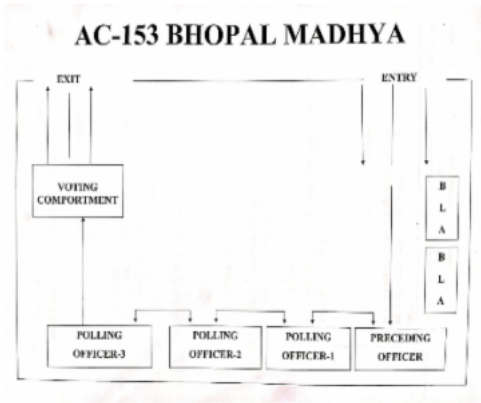 AC-153 BHOPAL MADHYA
EXIT
ENTRY
VOTING
COMPORTMENT
B
L
A
B
L
A
POLLING
OFFICER-3
POLLING
OFFICER-2
POLLING
OFFICER-1
PRECEDING
OFFICER